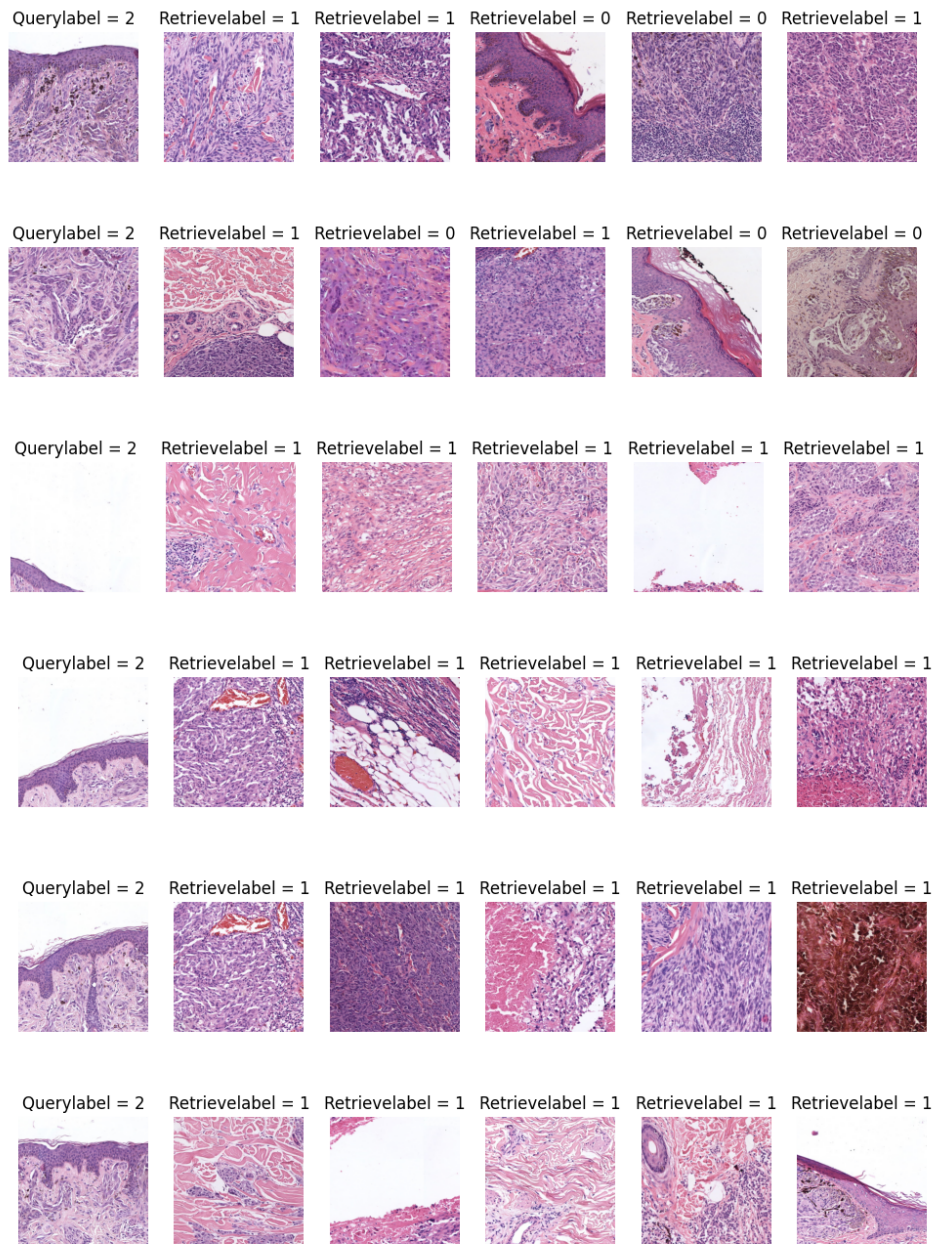 Querylabel = 2 Retrievelabel = 1 Retrievelabel = 1 Retrievelabel = 0 Retrievelabel = 0 Retrievelabel = 1
Querylabel = 2 Retrievelabel = 1 Retrievelabel = 0 Retrievelabel = 1 Retrievelabel = 0 Retrievelabel = 0
Querylabel = 2 Retrievelabel = 1 Retrievelabel = 1 Retrievelabel = 1 Retrievelabel = 1 Retrievelabel = 1
Querylabel = 2 Retrievelabel = 1 Retrievelabel = 1 Retrievelabel = 1 Retrievelabel = 1 Retrievelabel = 1
Querylabel = 2 Retrievelabel = 1 Retrievelabel = 1 Retrievelabel = 1 Retrievelabel = 1 Retrievelabel = 1
Querylabel = 2 Retrievelabel = 1 Retrievelabel = 1 Retrievelabel = 1 Retrievelabel = 1 Retrievelabel = 1